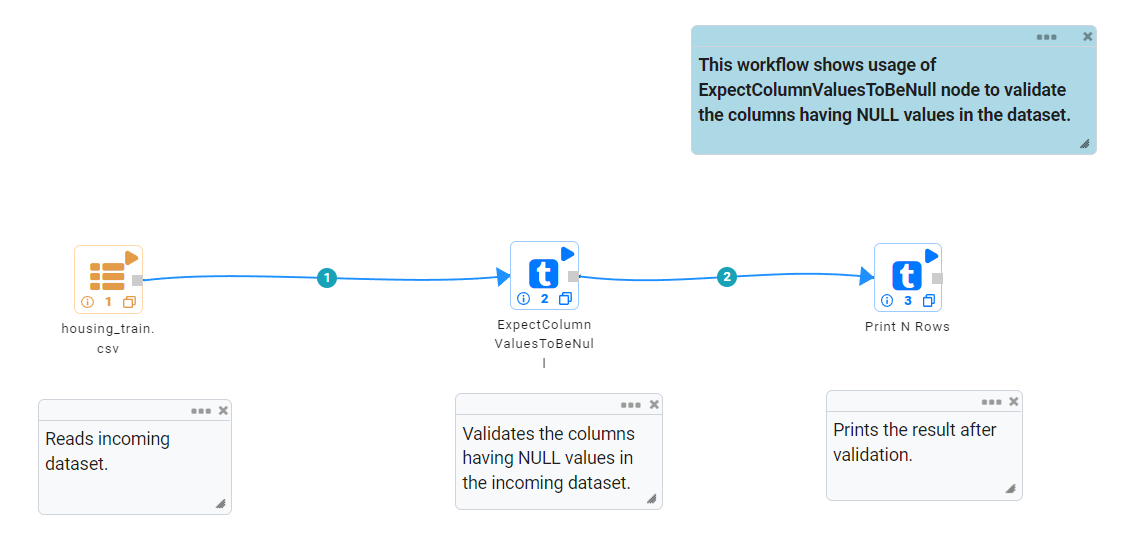 This workflow shows usage of
ExpectColumnValuesToBeNull node to validate
the columns having NULL values in the dataset.
1
2
t
t
1
2
3
housing_train.
csv
ExpectColumn
ValuesToBeNul
l
Print N Rows
Reads incoming
dataset.
Validates the columns
having NULL values in
the incoming dataset.
Prints the result after
validation.